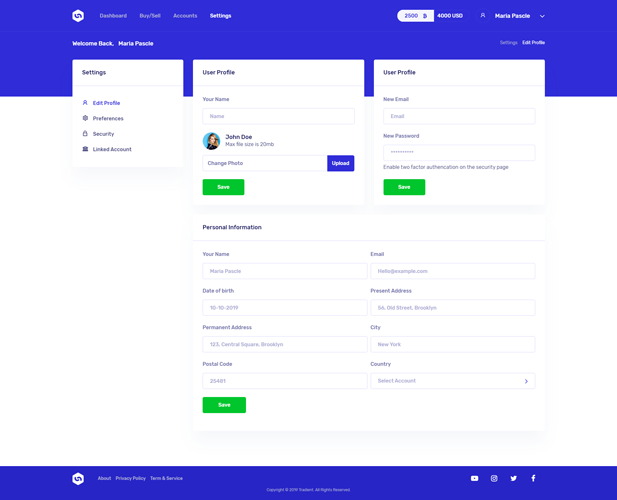 Dashboard Buy/Sell Accounts Settings 2500 4000 USD Maria Pascle
Welcome Back, Maria Pascle
Settings Edit Profile
Settings
Edit Profile
Preferences
Security
Linked Account
User Profile
Your Name
Name
John Doe
Max file size is 20mb
Change Photo Upload
Save
User Profile
New Email
Email
New Password
**********
Enable two factor authencation on the security page
Save
Personal Information
Your Name Email
Maria Pascle Hello@example.com
Date of birth Present Address
10-10-2019 56, Old Street, Brooklyn
Permanent Address City
123, Central Square, Brooklyn New York
Postal Code Country
25481 Select Account
Save
About Privacy Policy Term & Service
Copyright © 2019 Tradient. All Rights Reserved.